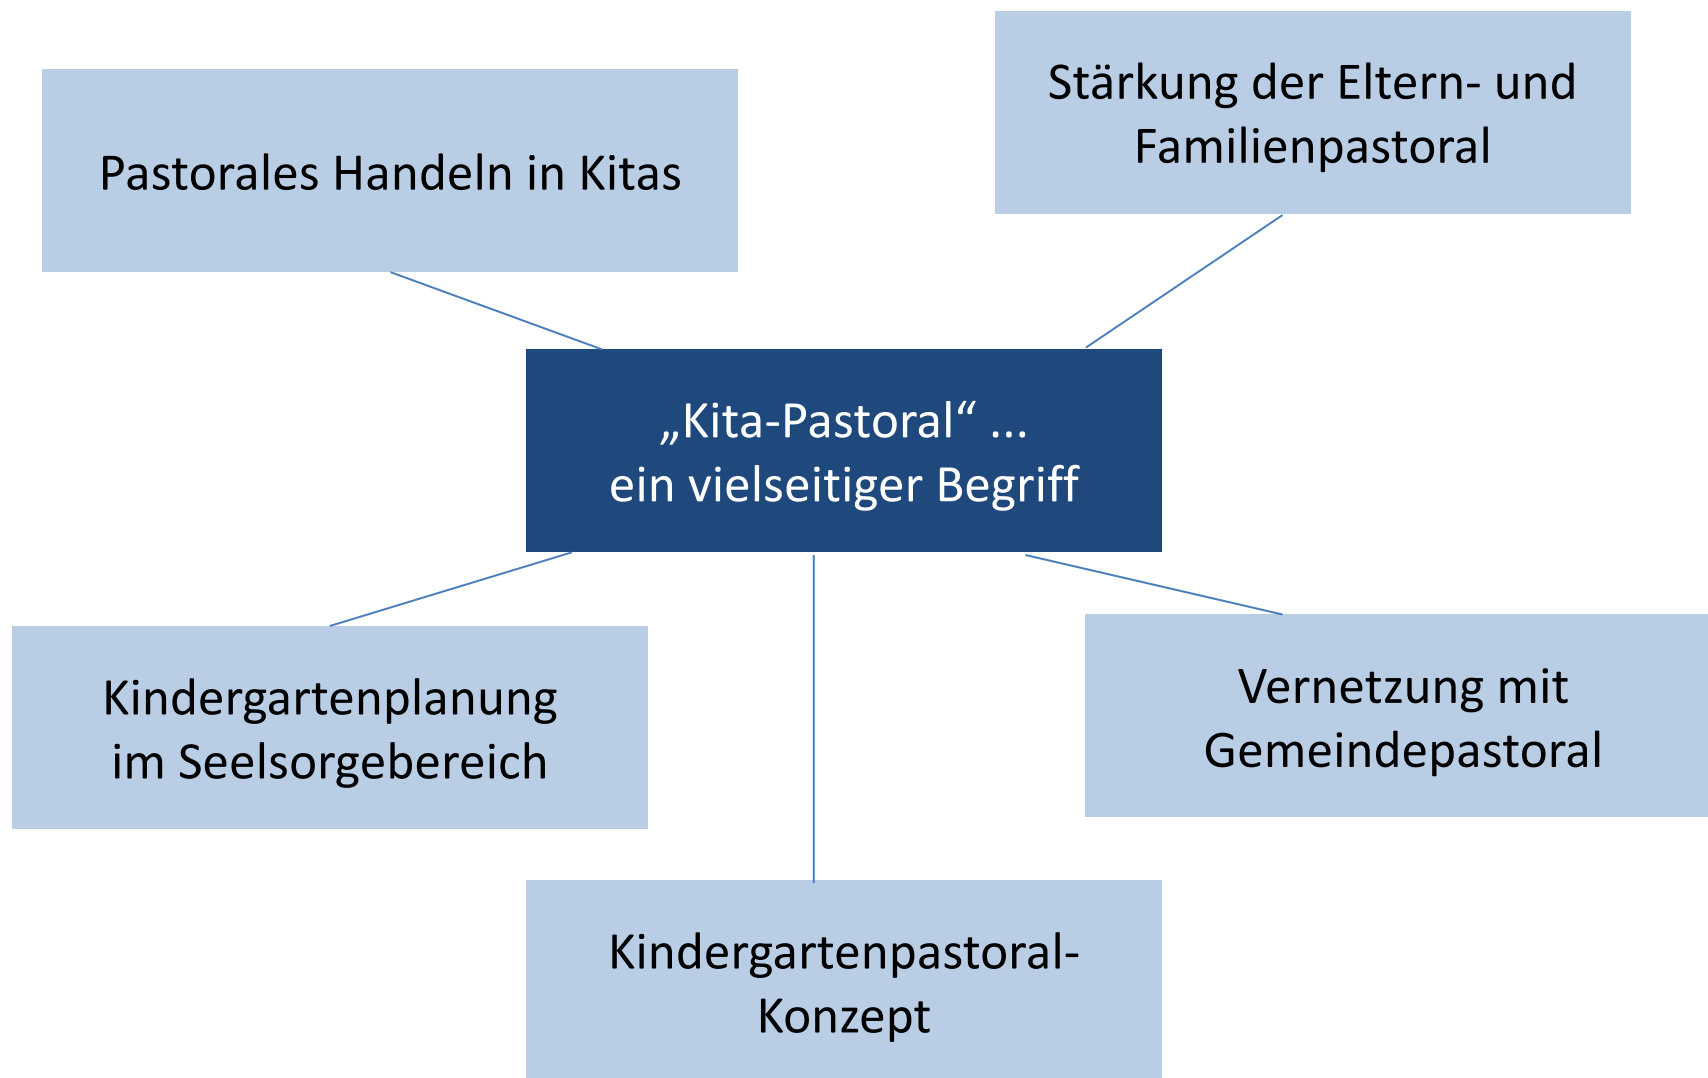 Stärkung der Eltern- und
Familienpastoral
Pastorales Handeln in Kitas
„Kita-Pastoral“ ...
ein vielseitiger Begriff
Kindergartenplanung
im Seelsorgebereich
Vernetzung mit
Gemeindepastoral
Kindergartenpastoral-
Konzept